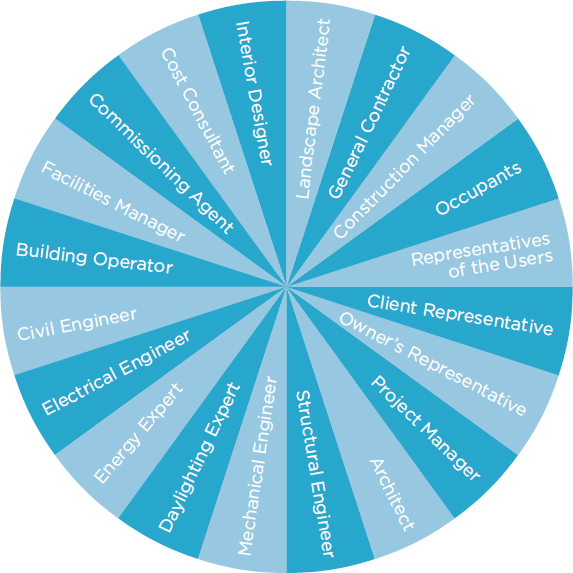 Landscape Architect
General Contractor
Construction Manager
Occupants
Representatives
of the Users
Client Representative
Owner's Representative
Project Manager
Architect
Structural Engineer
Mechanical Engineer
Daylighting Expert
Energy Expert
Electrical Engineer
Civil Engineer
Building Operator
Facilities Manager
Commissioning Agent
Cost Consultant
Interior Designer